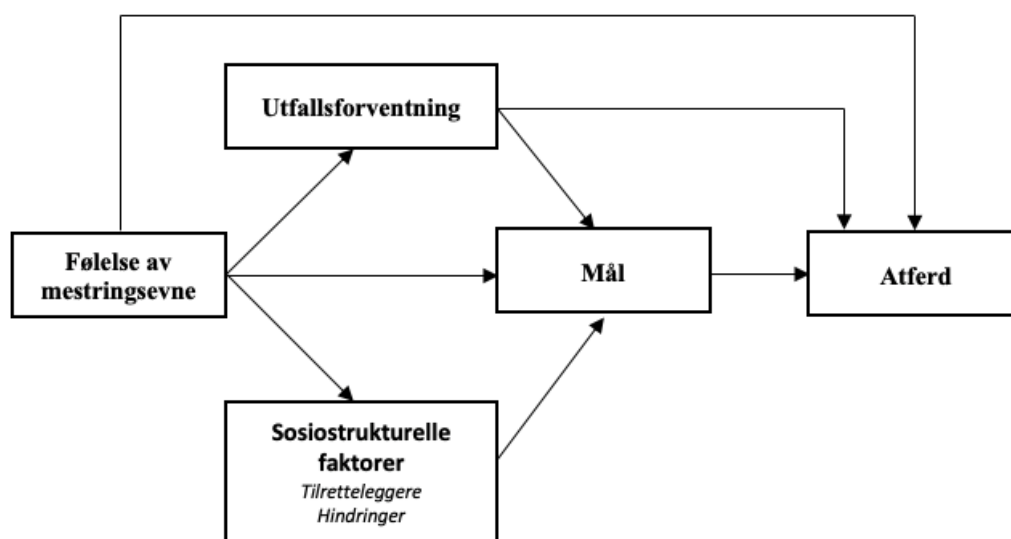 Utfallsforventning
Følelse av
mestringsevne
Mål
Atferd
Sosiostrukturelle
faktorer
Tilretteleggere
Hindringer